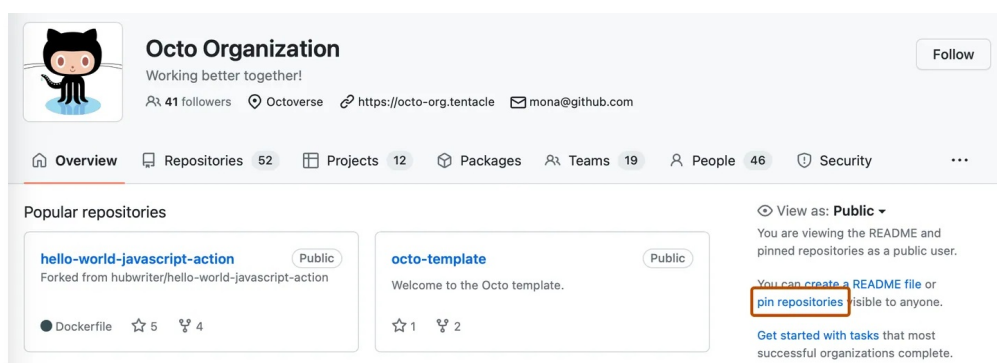 Octo Organization
Working better together!
41 followers Octoverse https://octo-org.tentacle mona@github.com
Follow
Overview Repositories 52 Projects 12 Packages Teams 19 People 46 Security ...
Popular repositories
hello-world-javascript-action Public
Forked from hubwriter/hello-world-javascript-action
Dockerfile 5 4
octo-template Public
Welcome to the Octo template.
1 2
View as: Public
You are viewing the README and
pinned repositories as a public user.
You can create a README file or
pin repositories visible to anyone.
Get started with tasks that most
successful organizations complete.